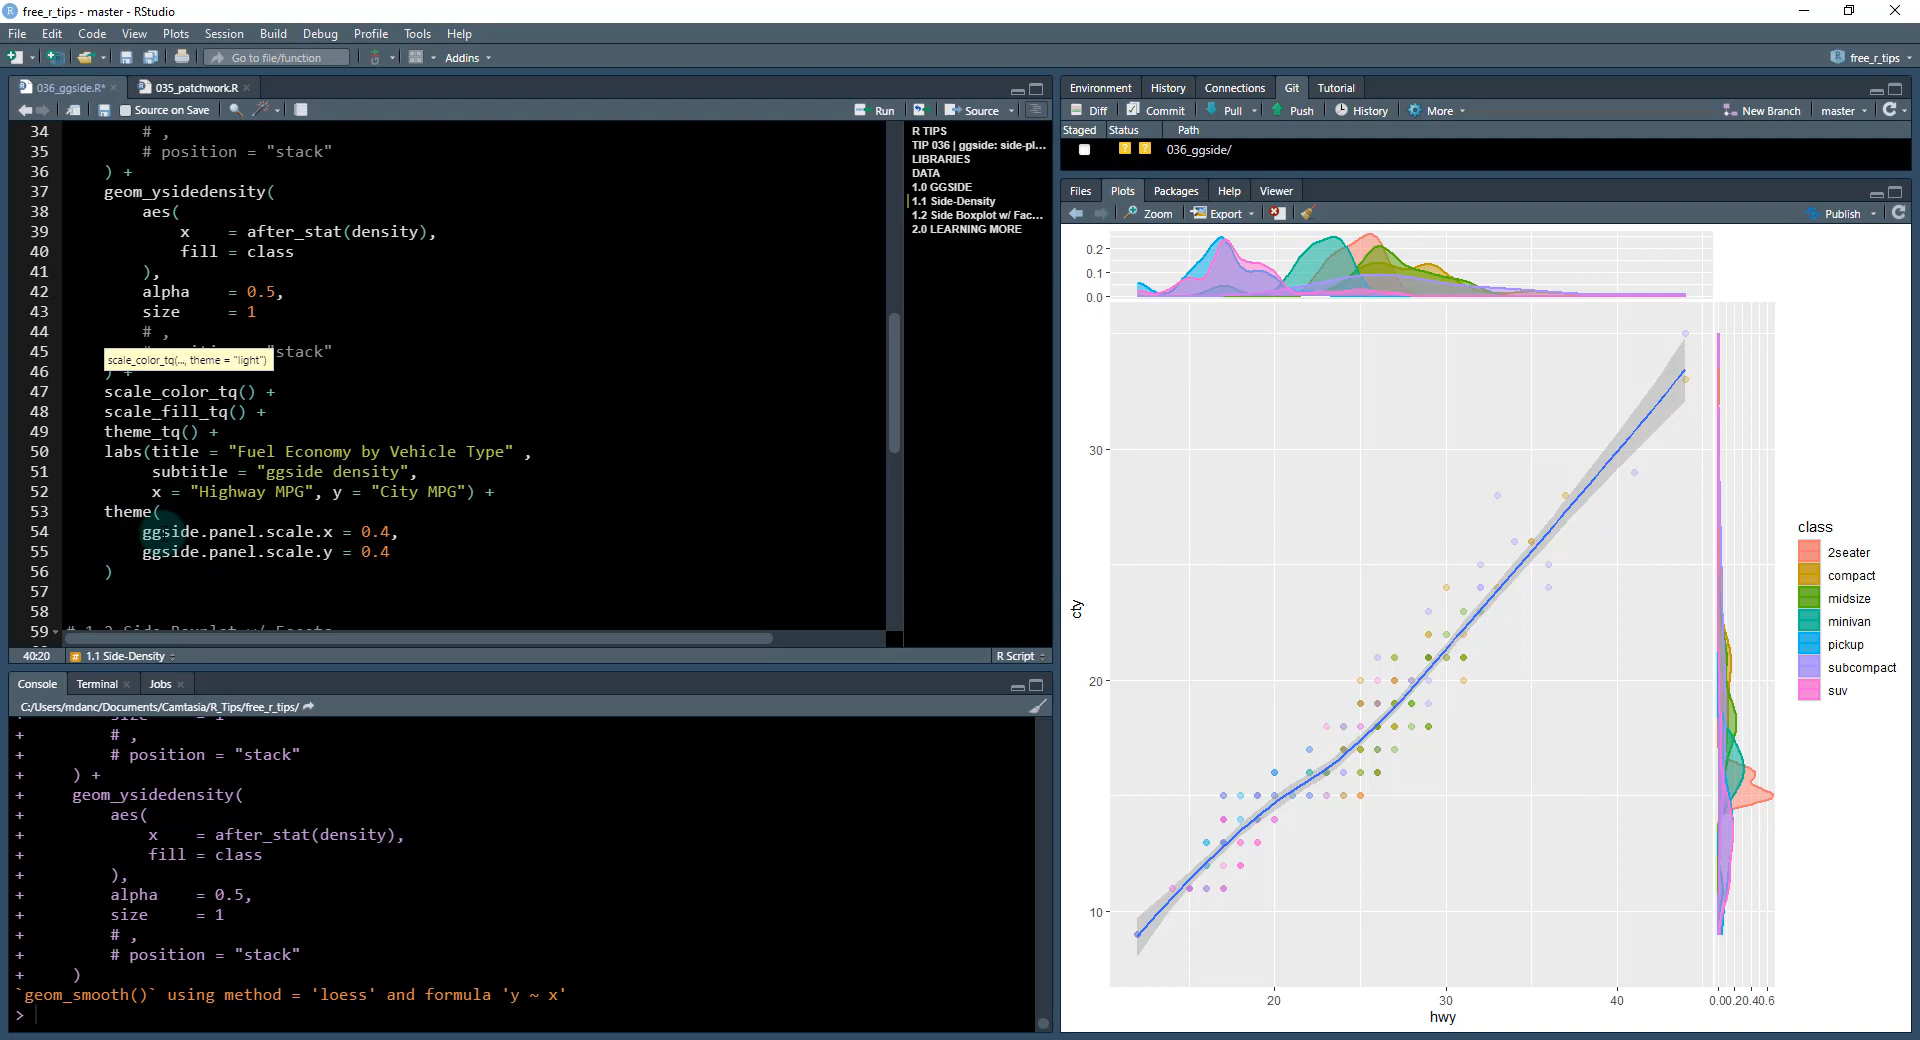 free_r_tips - master - RStudio
File Edit Code View Plots Session Build Debug Profile Tools Help
Go to file/function Addins free_r_tips
036_ggside.R* 035_patchwork.R
Source on Save Run Source
34 # ,
35 # position = "stack"
36 ) +
37 geom_ysidedensity(
38 aes(
39 x = after_stat(density),
40 fill = class
41 ),
42 alpha = 0.5,
43 size = 1
44 # ,
45 "stack"
scale_color_tq(..., theme = "light")
46 ) +
47 scale_color_tq() +
48 scale_fill_tq() +
49 theme_tq() +
50 labs(title = "Fuel Economy by Vehicle Type" ,
51 subtitle = "ggside density",
52 x = "Highway MPG", y = "City MPG") +
53 theme(
54 ggside.panel.scale.x = 0.4,
55 ggside.panel.scale.y = 0.4
56 )
57
58
59 # 1.2 Side Boxplot w/ Facets
R TIPS
TIP 036 | ggside: side-pl...
LIBRARIES
DATA
1.0 GGSIDE
1.1 Side-Density
1.2 Side Boxplot w/ Fac...
2.0 LEARNING MORE
40:20 # 1.1 Side-Density R Script
Console Terminal Jobs
C:/Users/mdanc/Documents/Camtasia/R_Tips/free_r_tips/
+ size = 1
+ # ,
+ # position = "stack"
+ ) +
+ geom_ysidedensity(
+ aes(
+ x = after_stat(density),
+ fill = class
+ ),
+ alpha = 0.5,
+ size = 1
+ # ,
+ # position = "stack"
+ )
`geom_smooth()` using method = 'loess' and formula 'y ~ x'
>
Environment History Connections Git Tutorial
Diff Commit Pull Push History More New Branch master
Staged Status Path
? ? 036_ggside/
Files Plots Packages Help Viewer
Zoom Export Publish
0.2
0.1
0.0
30
20
10
cty
20 30 40 0.00.20.40.6
hwy
class
2seater
compact
midsize
minivan
pickup
subcompact
suv